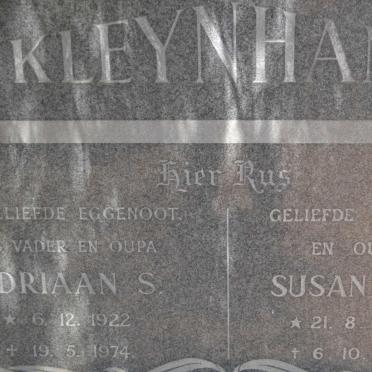 KLEYNHA
Hier Rus
LIEFDE EGGENOOT. GELIEFDE
VADER EN OUPA EN OU
DRIAAN S. SUSAN
★ 6. 12. 1922 ★ 21. 8
+ 19. 5. 1974 † 6. 10.